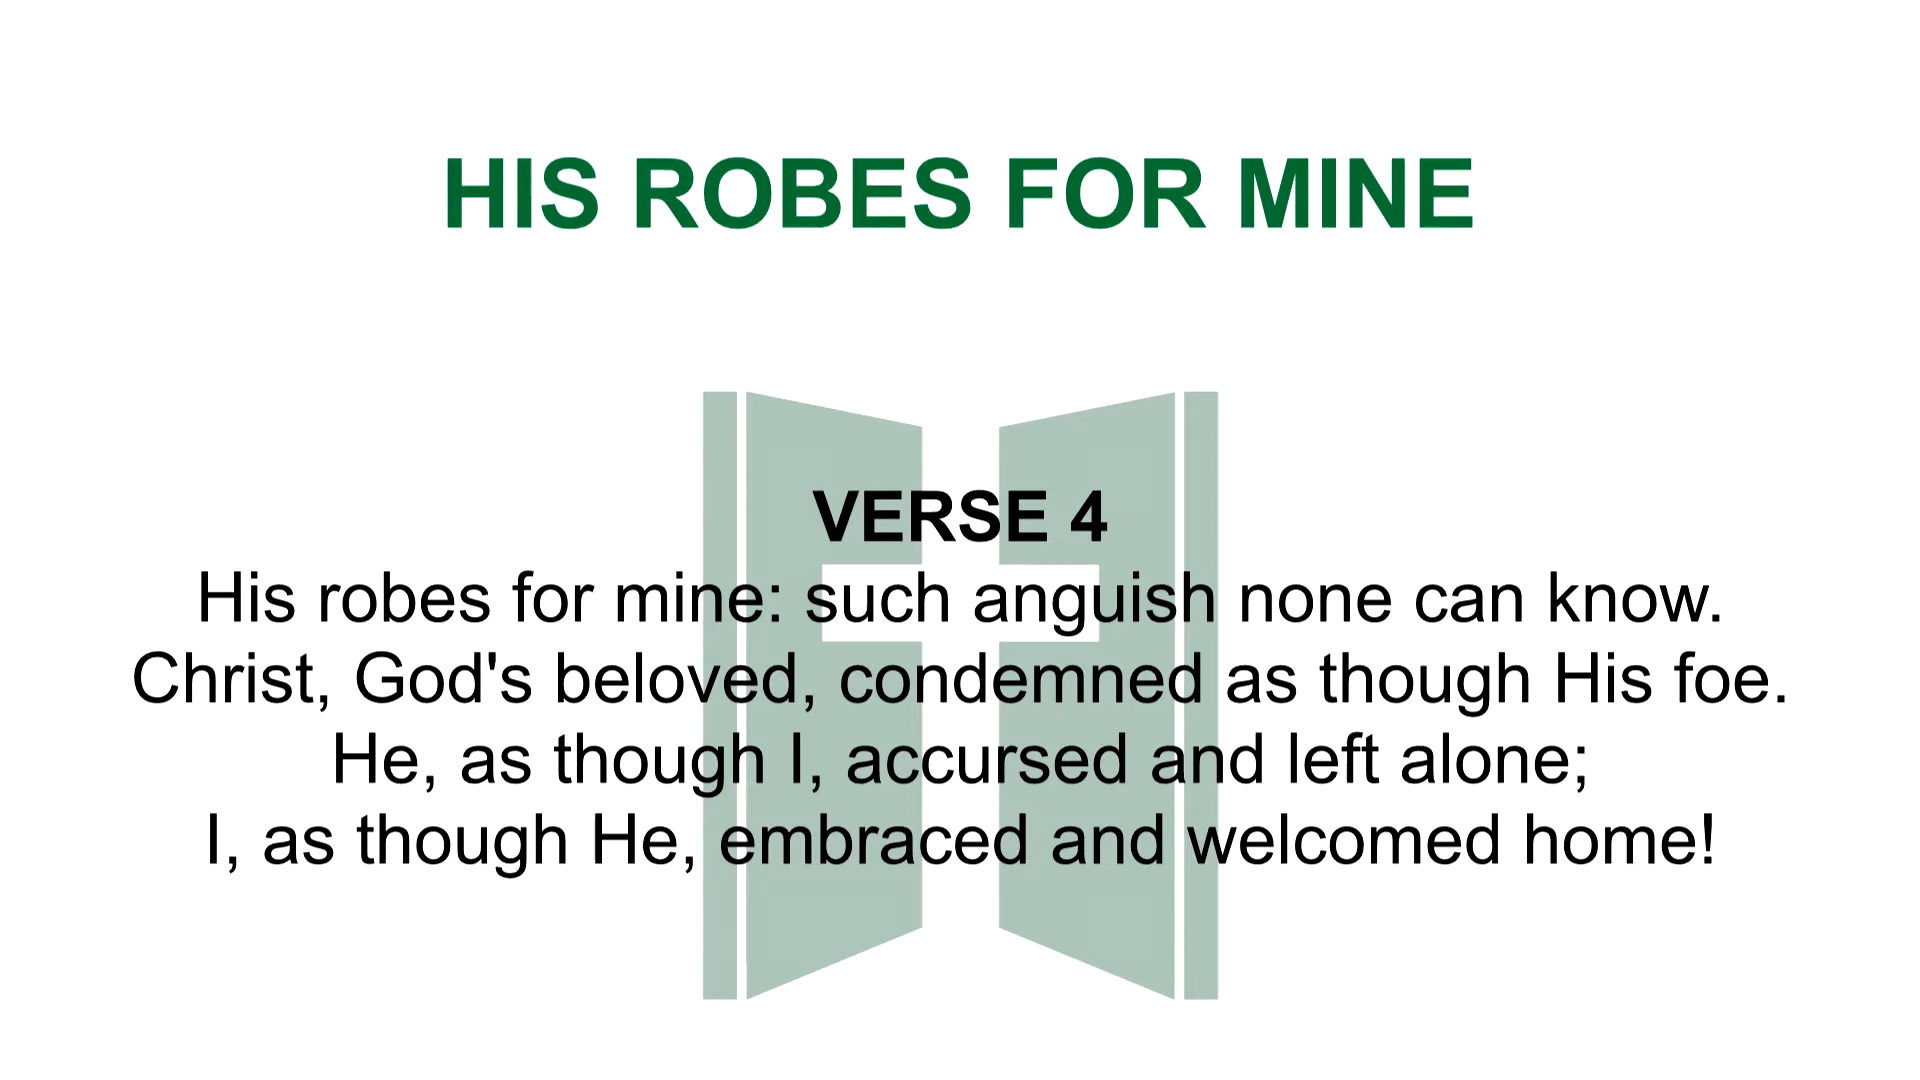 HIS ROBES FOR MINE
VERSE 4
His robes for mine: such anguish none can know.
Christ, God's beloved, condemned as though His foe.
He, as though I, accursed and left alone;
I, as though He, embraced and welcomed home!